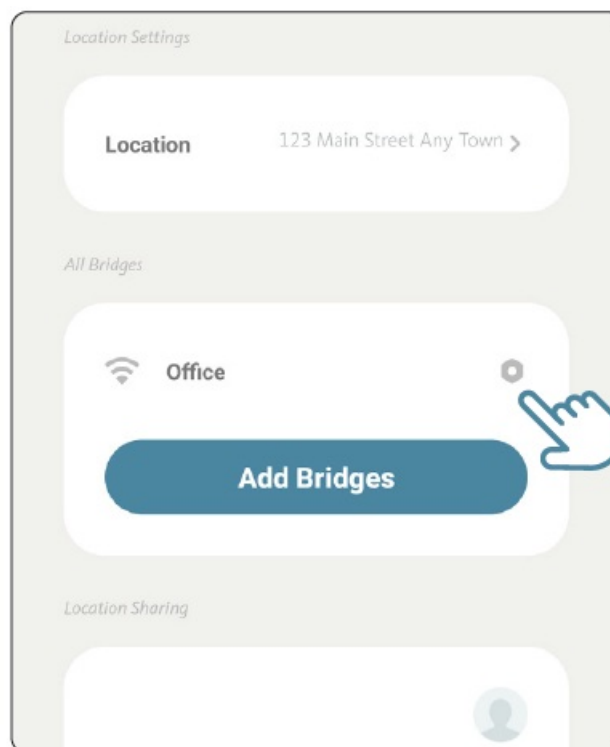 Location Settings
Location 123 Main Street Any Town
All Bridges
Office
Add Bridges
Location Sharing